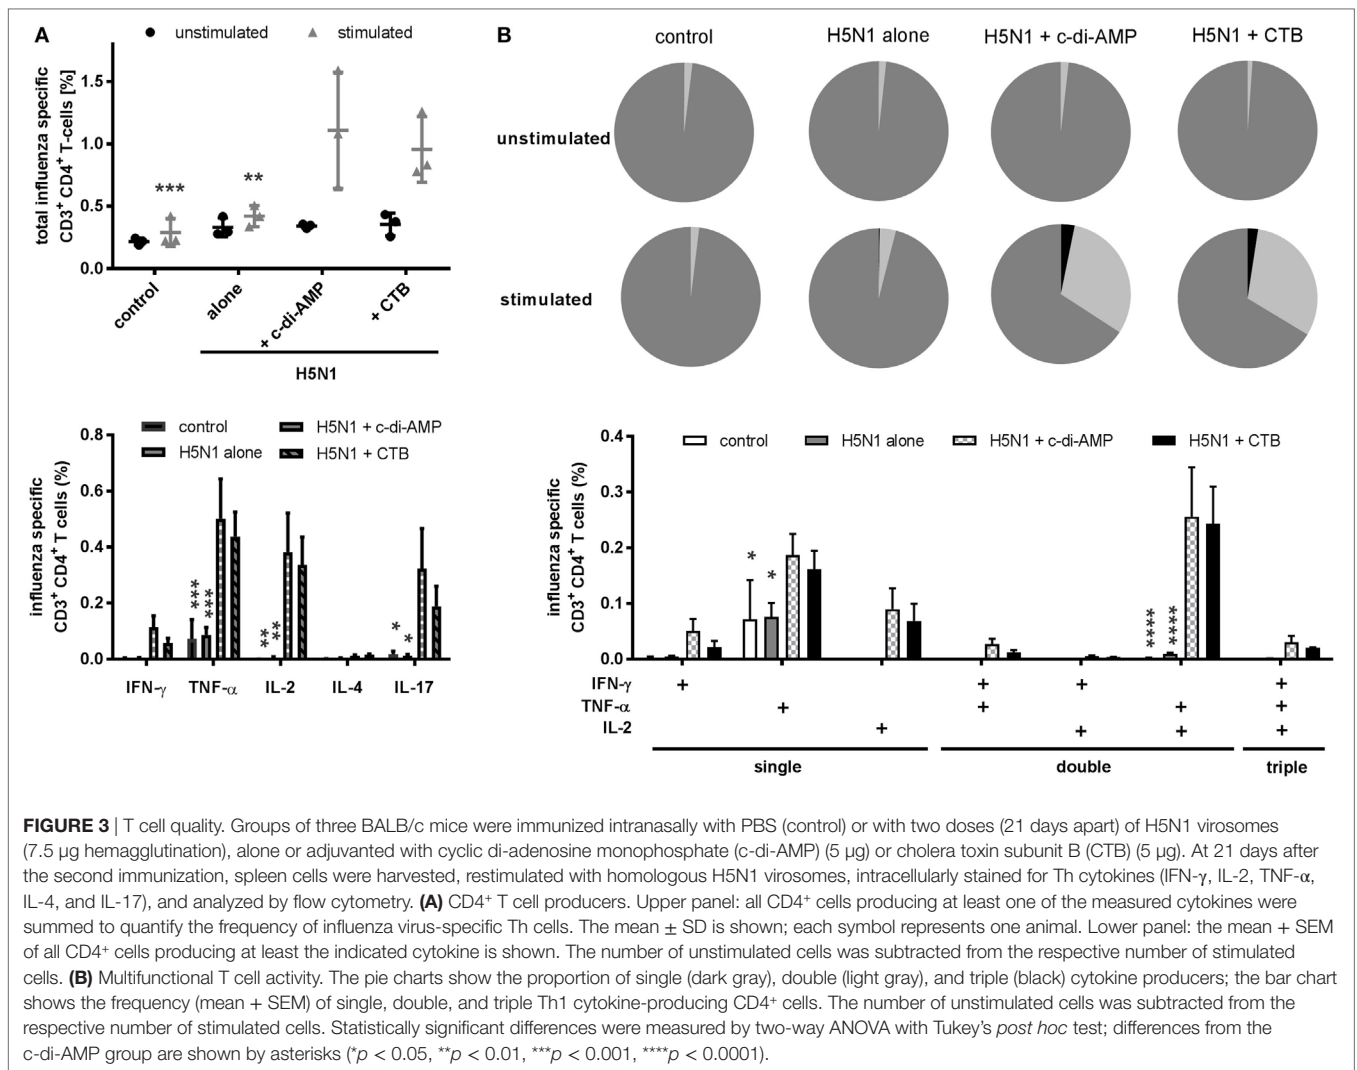 A
unstimulated
stimulated
total influenza specific
CD3⁺ CD4⁺ T-cells [%]
1.5
1.0
0.5
0.0
***
**
control
alone
+ c-di-AMP
+ CTB
H5N1
B
control
H5N1 alone
H5N1 + c-di-AMP
H5N1 + CTB
unstimulated
stimulated
control
H5N1 alone
H5N1 + c-di-AMP
H5N1 + CTB
influenza specific
CD3⁺ CD4⁺ T cells (%)
0.8
0.6
0.4
0.2
0.0
***
***
**
**
*
*
IFN-γ
TNF-α
IL-2
IL-4
IL-17
control
H5N1 alone
H5N1 + c-di-AMP
H5N1 + CTB
influenza specific
CD3⁺ CD4⁺ T cells (%)
0.4
0.3
0.2
0.1
0.0
*
*
****
****
IFN-γ + + + +
TNF-α + + + +
IL-2 + + + +
single
double
triple
FIGURE 3 | T cell quality. Groups of three BALB/c mice were immunized intranasally with PBS (control) or with two doses (21 days apart) of H5N1 virosomes
(7.5 μg hemagglutination), alone or adjuvanted with cyclic di-adenosine monophosphate (c-di-AMP) (5 μg) or cholera toxin subunit B (CTB) (5 μg). At 21 days after
the second immunization, spleen cells were harvested, restimulated with homologous H5N1 virosomes, intracellularly stained for Th cytokines (IFN-γ, IL-2, TNF-α,
IL-4, and IL-17), and analyzed by flow cytometry. (A) CD4⁺ T cell producers. Upper panel: all CD4⁺ cells producing at least one of the measured cytokines were
summed to quantify the frequency of influenza virus-specific Th cells. The mean ± SD is shown; each symbol represents one animal. Lower panel: the mean + SEM
of all CD4⁺ cells producing at least the indicated cytokine is shown. The number of unstimulated cells was subtracted from the respective number of stimulated
cells. (B) Multifunctional T cell activity. The pie charts show the proportion of single (dark gray), double (light gray), and triple (black) cytokine producers; the bar chart
shows the frequency (mean + SEM) of single, double, and triple Th1 cytokine-producing CD4⁺ cells. The number of unstimulated cells was subtracted from the
respective number of stimulated cells. Statistically significant differences were measured by two-way ANOVA with Tukey's post hoc test; differences from the
c-di-AMP group are shown by asterisks (*p < 0.05, **p < 0.01, ***p < 0.001, ****p < 0.0001).